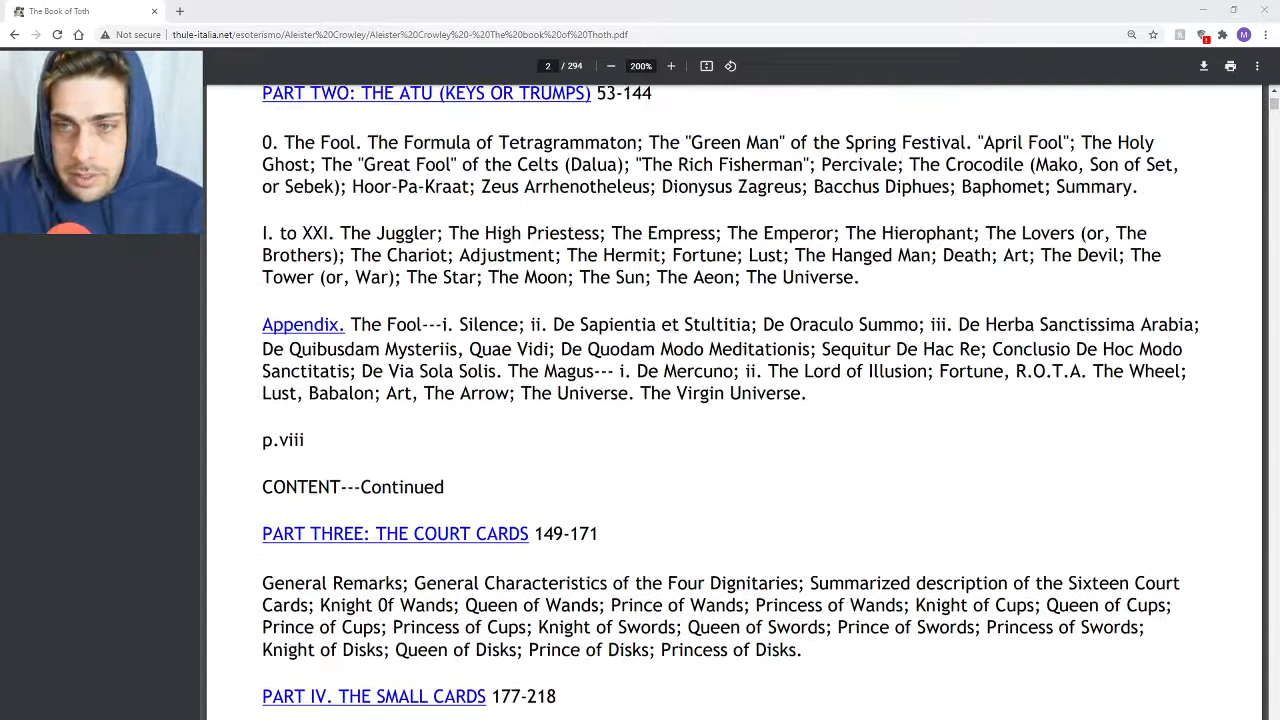 The Book of Toth
Not secure
thule-italia.net/esoterismo/Aleister%20Crowley/Aleister%20Crowley%20-%20The%20book%20of%20Thoth.pdf
M
2 / 294
200%
PART TWO: THE ATU (KEYS OR TRUMPS) 53-144
0. The Fool. The Formula of Tetragrammaton; The "Green Man" of the Spring Festival. "April Fool"; The Holy
Ghost; The "Great Fool" of the Celts (Dalua); "The Rich Fisherman"; Percivale; The Crocodile (Mako, Son of Set,
or Sebek); Hoor-Pa-Kraat; Zeus Arrhenotheleus; Dionysus Zagreus; Bacchus Diphues; Baphomet; Summary.
I. to XXI. The Juggler; The High Priestess; The Empress; The Emperor; The Hierophant; The Lovers (or, The
Brothers); The Chariot; Adjustment; The Hermit; Fortune; Lust; The Hanged Man; Death; Art; The Devil; The
Tower (or, War); The Star; The Moon; The Sun; The Aeon; The Universe.
Appendix. The Fool---i. Silence; ii. De Sapientia et Stultitia; De Oraculo Summo; iii. De Herba Sanctissima Arabia;
De Quibusdam Mysteriis, Quae Vidi; De Quodam Modo Meditationis; Sequitur De Hac Re; Conclusio De Hoc Modo
Sanctitatis; De Via Sola Solis. The Magus--- i. De Mercuno; ii. The Lord of Illusion; Fortune, R.O.T.A. The Wheel;
Lust, Babalon; Art, The Arrow; The Universe. The Virgin Universe.
p.viii
CONTENT---Continued
PART THREE: THE COURT CARDS 149-171
General Remarks; General Characteristics of the Four Dignitaries; Summarized description of the Sixteen Court
Cards; Knight 0f Wands; Queen of Wands; Prince of Wands; Princess of Wands; Knight of Cups; Queen of Cups;
Prince of Cups; Princess of Cups; Knight of Swords; Queen of Swords; Prince of Swords; Princess of Swords;
Knight of Disks; Queen of Disks; Prince of Disks; Princess of Disks.
PART IV. THE SMALL CARDS 177-218